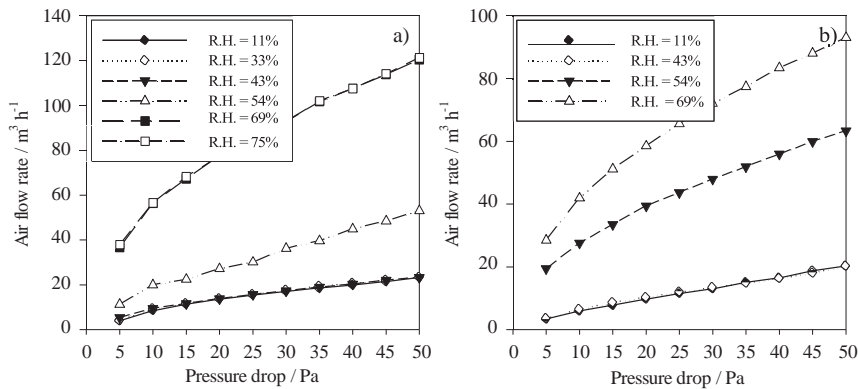 a)
R.H. = 11%
R.H. = 33%
R.H. = 43%
R.H. = 54%
R.H. = 69%
R.H. = 75%
140
120
100
80
60
40
20
0
Air flow rate / m³ h⁻¹
0 5 10 15 20 25 30 35 40 45 50
Pressure drop / Pa
b)
R.H. = 11%
R.H. = 43%
R.H. = 54%
R.H. = 69%
100
80
60
40
20
0
Air flow rate / m³ h⁻¹
0 5 10 15 20 25 30 35 40 45 50
Pressure drop / Pa